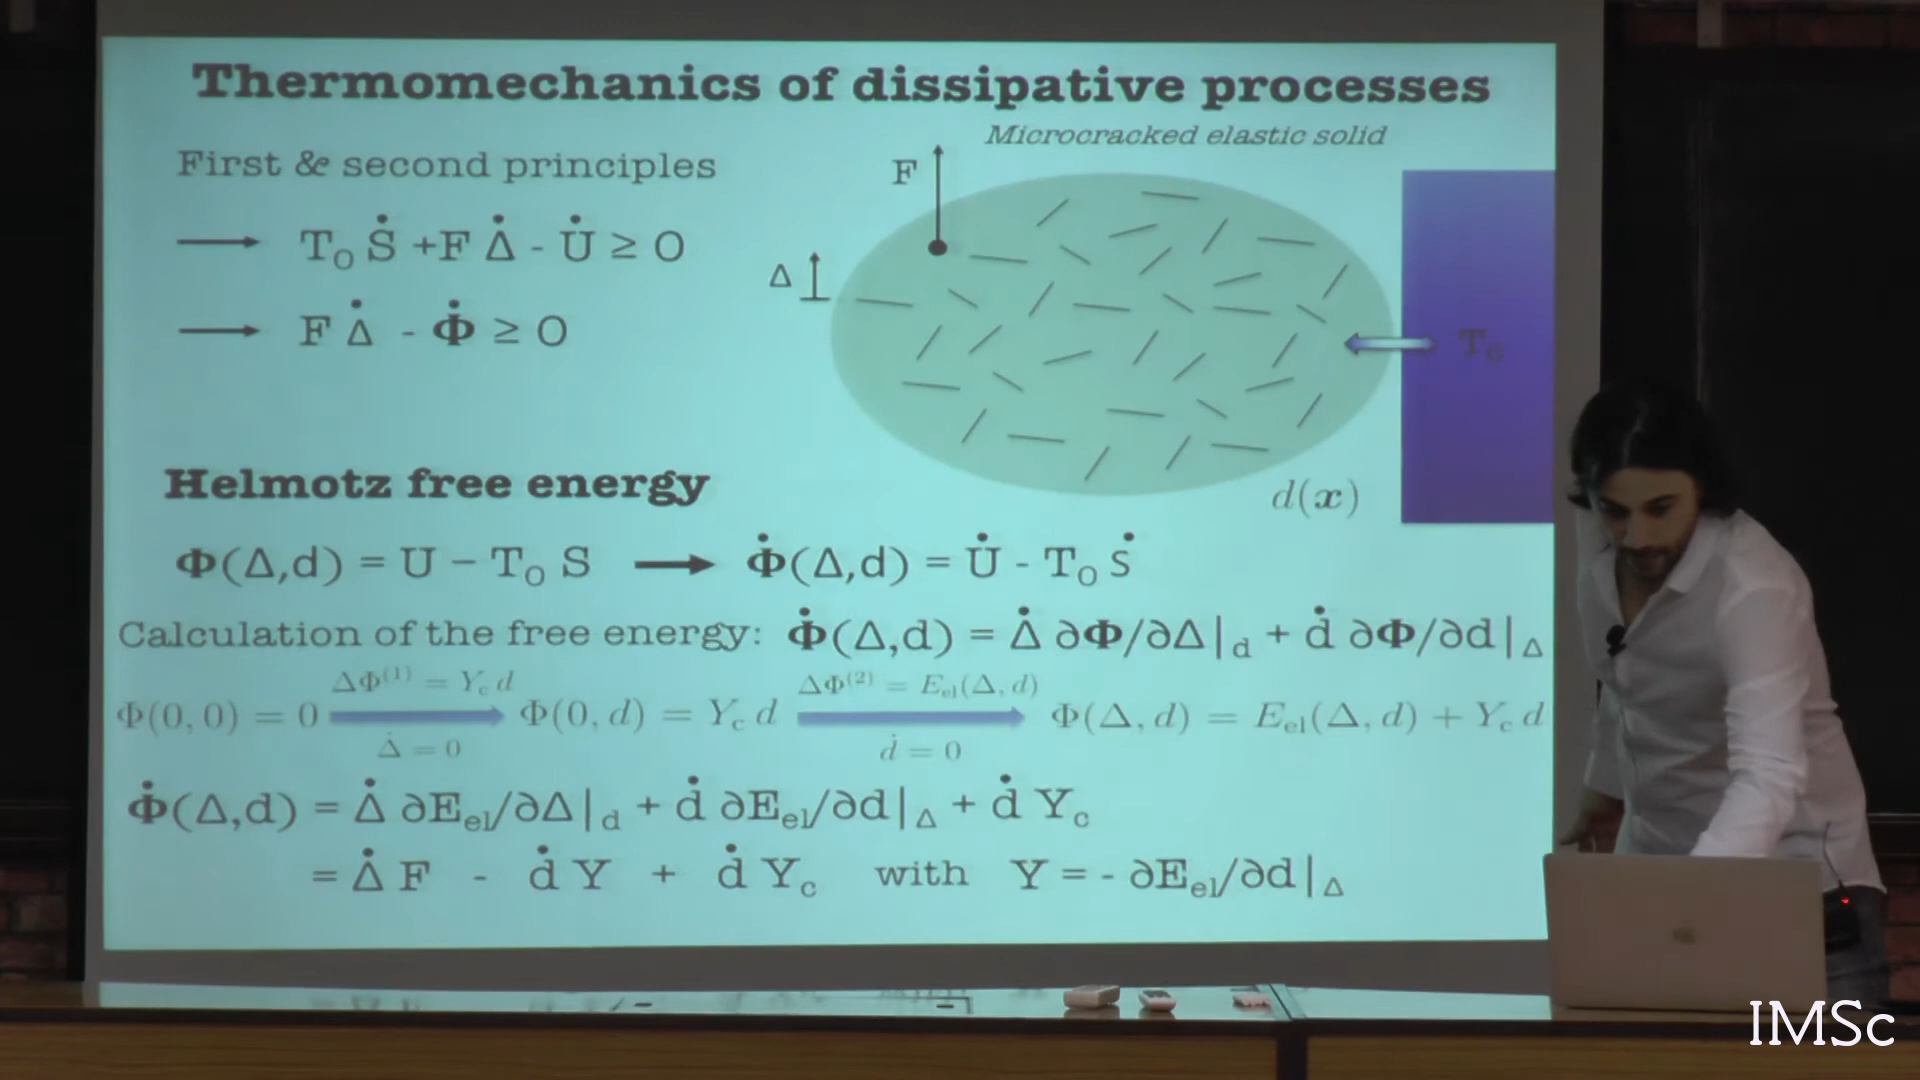 Thermomechanics of dissipative processes
Microcracked elastic solid
First & second principles
F
T₀ Ṡ +F Δ̇ - U̇ ≥ 0
Δ
F Δ̇ - Φ̇ ≥ 0
T₀
d(x)
Helmotz free energy
Φ(Δ,d) = U – T₀ S ⟶ Φ̇(Δ,d) = U̇ - T₀ Ṡ
Calculation of the free energy: Φ̇(Δ,d) = Δ̇ ∂Φ/∂Δ|_d + ḋ ∂Φ/∂d|_Δ
ΔΦ⁽¹⁾ = Y_c d ΔΦ⁽²⁾ = E_el(Δ, d)
Φ(0, 0) = 0 ⟶ Φ(0, d) = Y_c d ⟶ Φ(Δ, d) = E_el(Δ, d) + Y_c d
Δ̇ = 0 ḋ = 0
Φ̇(Δ,d) = Δ̇ ∂E_el/∂Δ|_d + ḋ ∂E_el/∂d|_Δ + ḋ Y_c
= Δ̇ F - ḋ Y + ḋ Y_c with Y = - ∂E_el/∂d|_Δ
IMSc